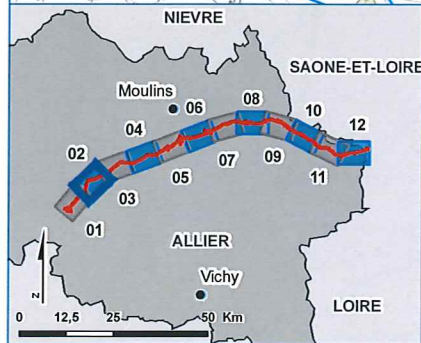 NIEVRE
SAONE-ET-LOIRE
Moulins
06
08
10
12
04
02
07
09
11
05
03
01
ALLIER
Vichy
LOIRE
N
0 12,5 25 50 Km